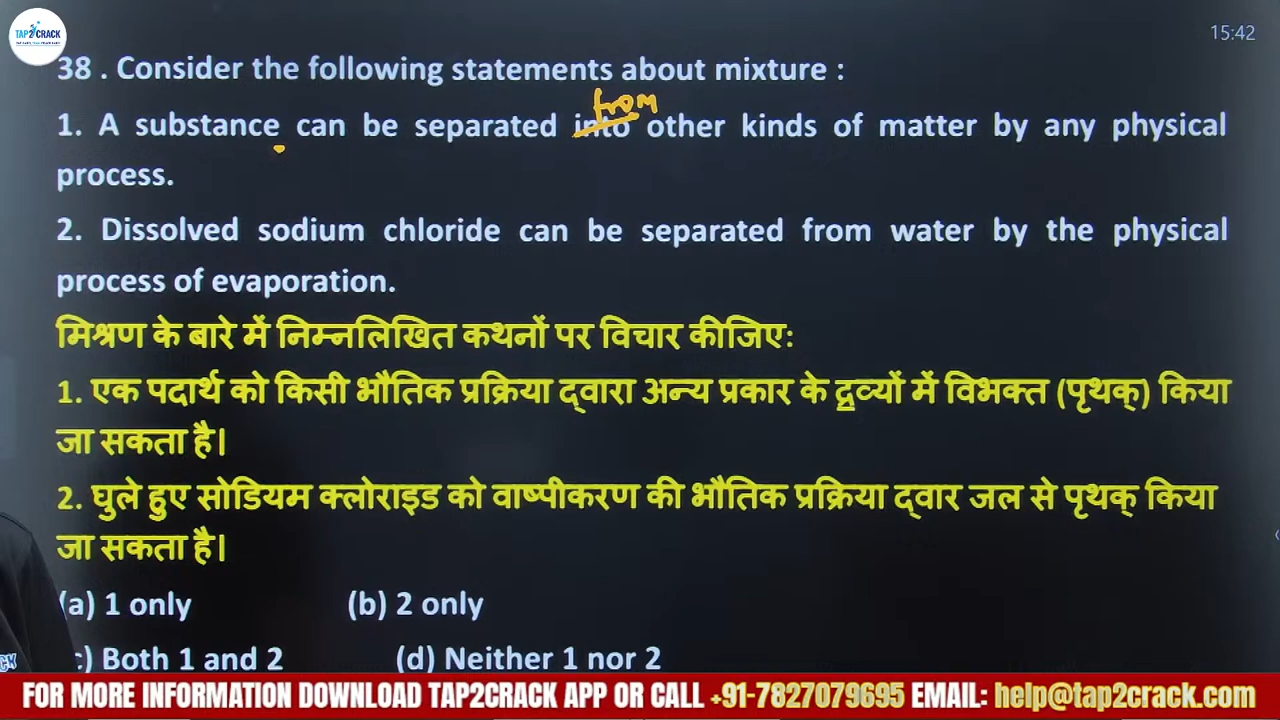 TAP2CRACK
15:42
38 . Consider the following statements about mixture :
from
1. A substance can be separated into other kinds of matter by any physical
process.
2. Dissolved sodium chloride can be separated from water by the physical
process of evaporation.
मिश्रण के बारे में निम्नलिखित कथनों पर विचार कीजिए:
1. एक पदार्थ को किसी भौतिक प्रक्रिया द्वारा अन्य प्रकार के द्रव्यों में विभक्त (पृथक्) किया
जा सकता है।
2. घुले हुए सोडियम क्लोराइड को वाष्पीकरण की भौतिक प्रक्रिया द्वार जल से पृथक् किया
जा सकता है।
(a) 1 only (b) 2 only
c) Both 1 and 2 (d) Neither 1 nor 2
FOR MORE INFORMATION DOWNLOAD TAP2CRACK APP OR CALL +91-7827079695 EMAIL: help@tap2crack.com